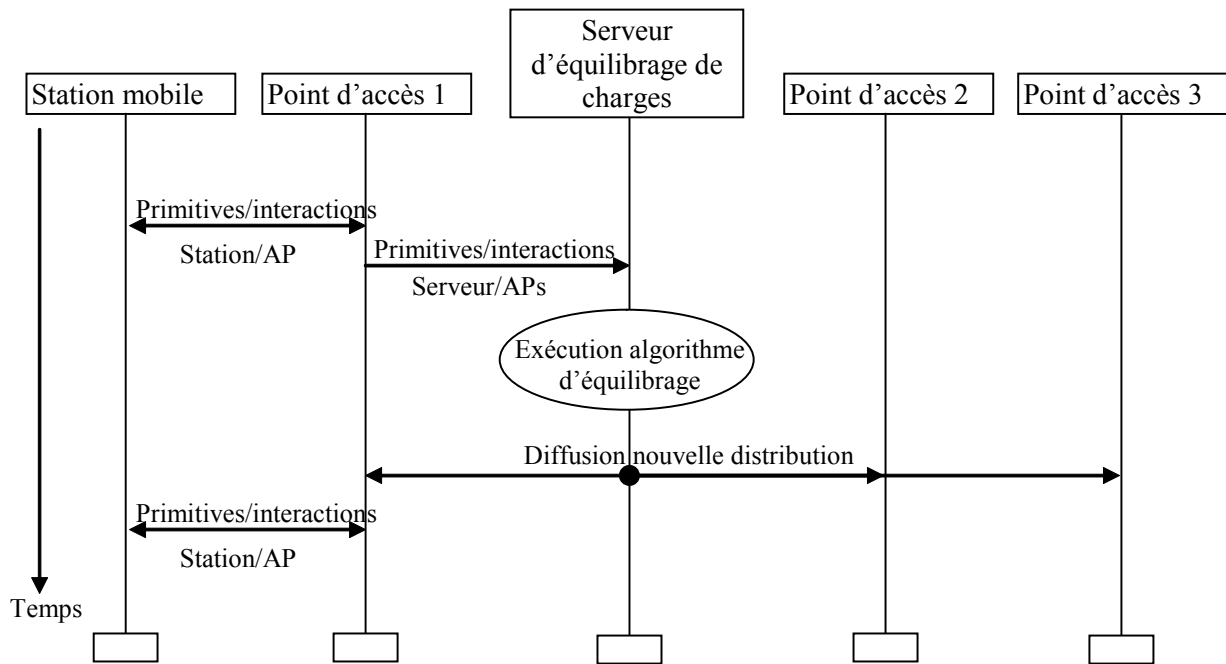 Serveur
d’équilibrage de
charges
Station mobile
Point d’accès 1
Point d’accès 2
Point d’accès 3
Primitives/interactions
Station/AP
Primitives/interactions
Serveur/APs
Exécution algorithme
d’équilibrage
Diffusion nouvelle distribution
Primitives/interactions
Station/AP
Temps